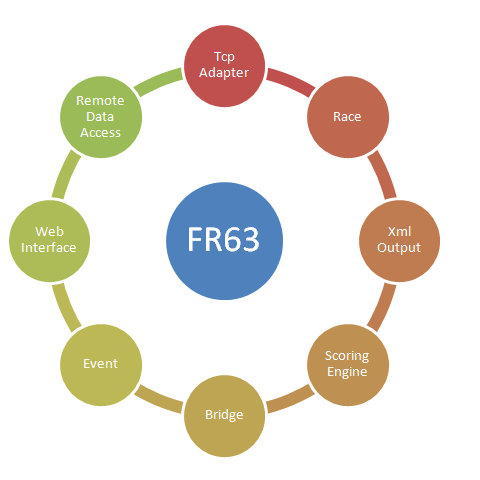 Tcp
Adapter
Race
Xml
Output
Scoring
Engine
Bridge
Event
Web
Interface
Remote
Data
Access
FR63